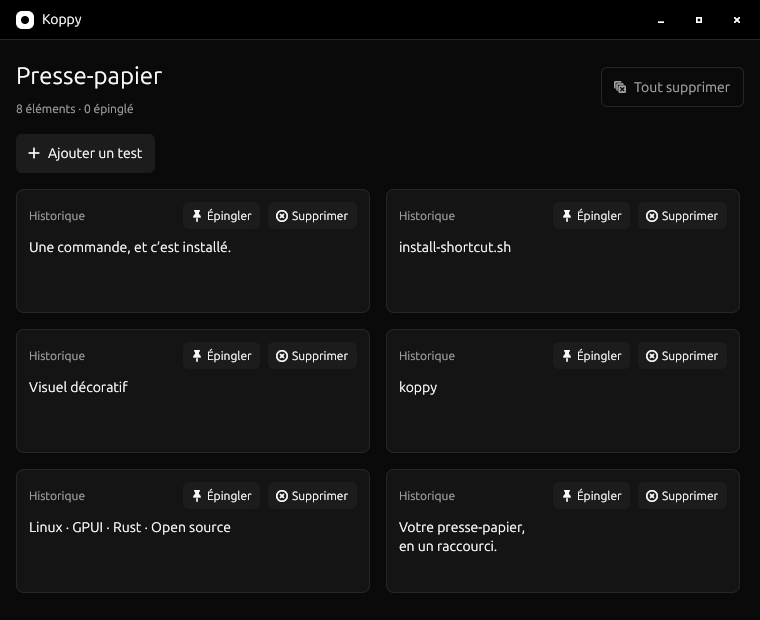 Koppy
Presse-papier
8 éléments · 0 épinglé
Tout supprimer
Ajouter un test
Historique Épingler Supprimer
Une commande, et c’est installé.
Historique Épingler Supprimer
install-shortcut.sh
Historique Épingler Supprimer
Visuel décoratif
Historique Épingler Supprimer
koppy
Historique Épingler Supprimer
Linux · GPUI · Rust · Open source
Historique Épingler Supprimer
Votre presse-papier,
en un raccourci.